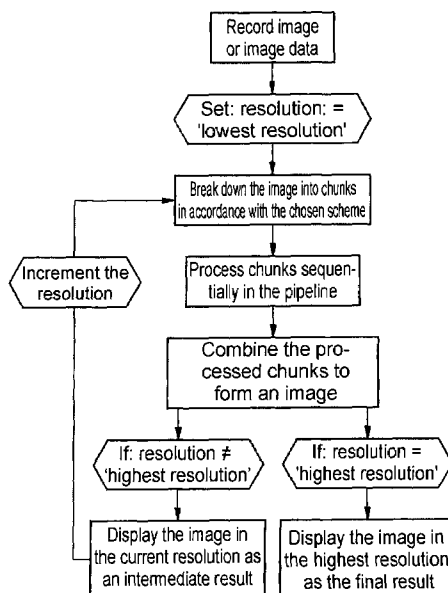 Record image
or image data
Set: resolution: =
'lowest resolution'
Break down the image into chunks
in accordance with the chosen scheme
Increment the
resolution
Process chunks sequen-
tially in the pipeline
Combine the pro-
cessed chunks to
form an image
If: resolution ≠
'highest resolution'
If: resolution =
'highest resolution'
Display the image in
the current resolution as
an intermediate result
Display the image in
the highest resolution
as the final result